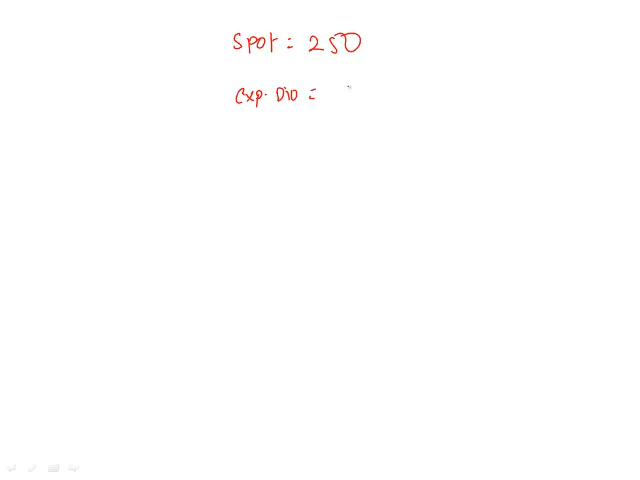 Spot = 250
Exp. Div =